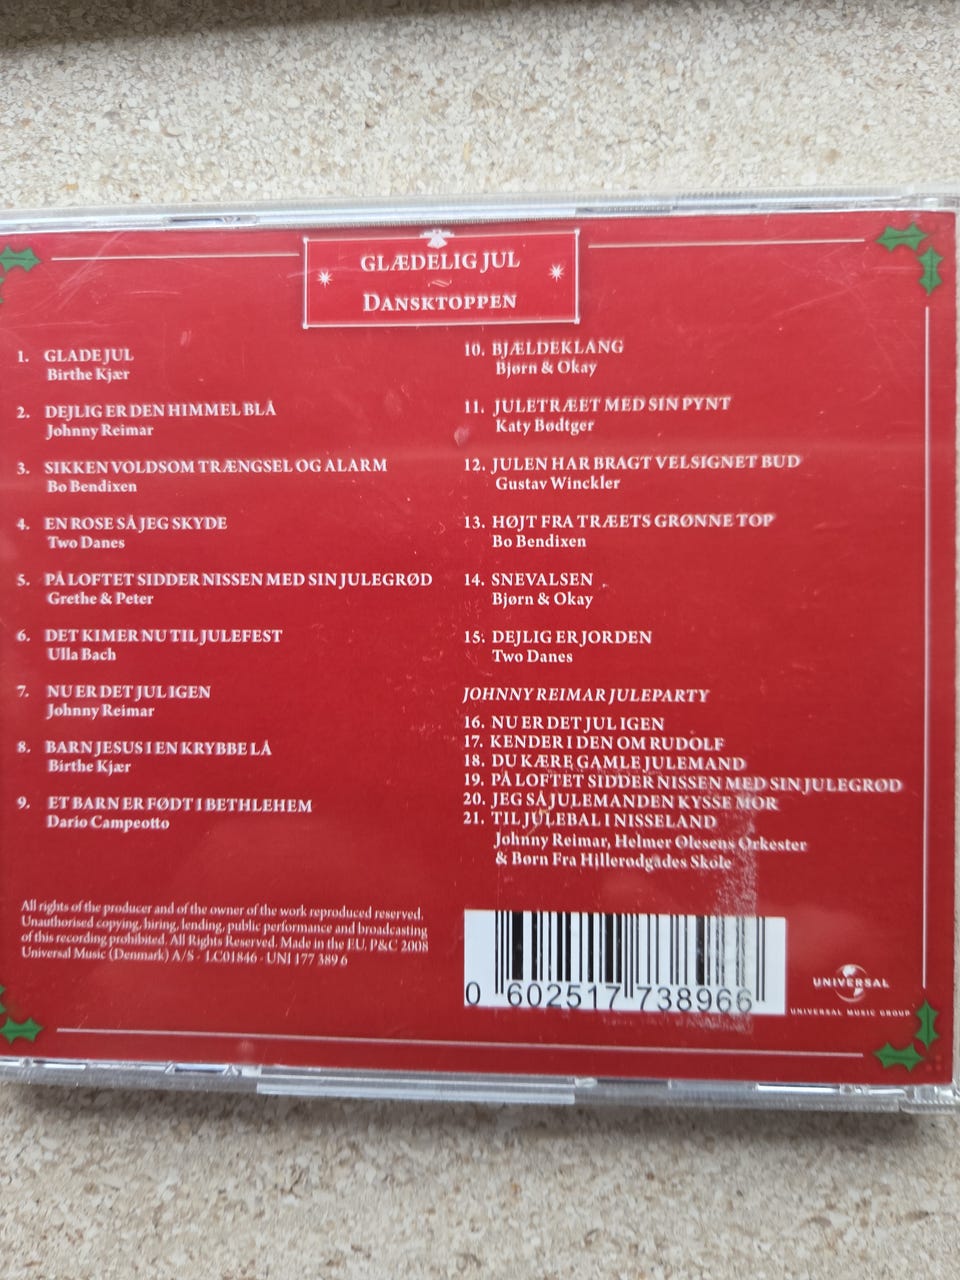 GLÆDELIG JUL
DANSKTOPPEN
1. GLADE JUL
Birthe Kjær
2. DEJLIG ER DEN HIMMEL BLÅ
Johnny Reimar
3. SIKKEN VOLDSOM TRÆNGSEL OG ALARM
Bo Bendixen
4. EN ROSE SÅ JEG SKYDE
Two Danes
5. PÅ LOFTET SIDDER NISSEN MED SIN JULEGRØD
Grethe & Peter
6. DET KIMER NU TIL JULEFEST
Ulla Bach
7. NU ER DET JUL IGEN
Johnny Reimar
8. BARN JESUS I EN KRYBBE LÅ
Birthe Kjær
9. ET BARN ER FØDT I BETHLEHEM
Dario Campeotto
10. BJÆLDEKLANG
Bjørn & Okay
11. JULETRÆET MED SIN PYNT
Katy Bødtger
12. JULEN HAR BRAGT VELSIGNET BUD
Gustav Winckler
13. HØJT FRA TRÆETS GRØNNE TOP
Bo Bendixen
14. SNEVALSEN
Bjørn & Okay
15. DEJLIG ER JORDEN
Two Danes
JOHNNY REIMAR JULEPARTY
16. NU ER DET JUL IGEN
17. KENDER I DEN OM RUDOLF
18. DU KÆRE GAMLE JULEMAND
19. PÅ LOFTET SIDDER NISSEN MED SIN JULEGRØD
20. JEG SÅ JULEMANDEN KYSSE MOR
21. TIL JULEBAL I NISSELAND
Johnny Reimar, Helmer Olesens Orkester
& Børn Fra Hillerødgades Skole
All rights of the producer and of the owner of the work reproduced reserved.
Unauthorised copying, hiring, lending, public performance and broadcasting
of this recording prohibited. All Rights Reserved. Made in the EU. P&C 2008
Universal Music (Denmark) A/S - LC01846 - UNI 177 389 6
0 602517 738966
UNIVERSAL
UNIVERSAL MUSIC GROUP